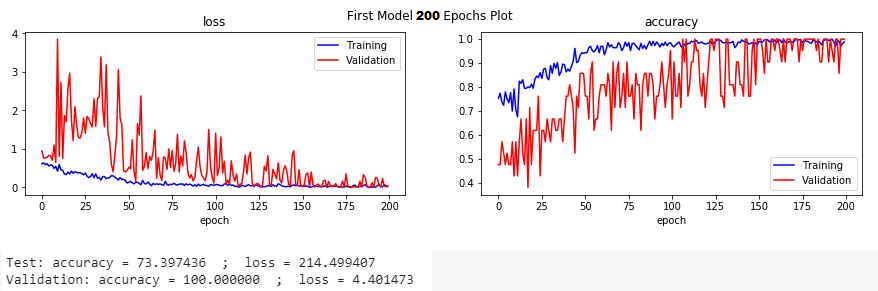 First Model 200 Epochs Plot
loss
accuracy
Training
Validation
4
3
2
1
0
0
25
50
75
100
125
150
175
200
epoch
1.0
0.9
0.8
0.7
0.6
0.5
0.4
Training
Validation
0
25
50
75
100
125
150
175
200
epoch
Test: accuracy = 73.397436  ;  loss = 214.499407
Validation: accuracy = 100.000000  ;  loss = 4.401473